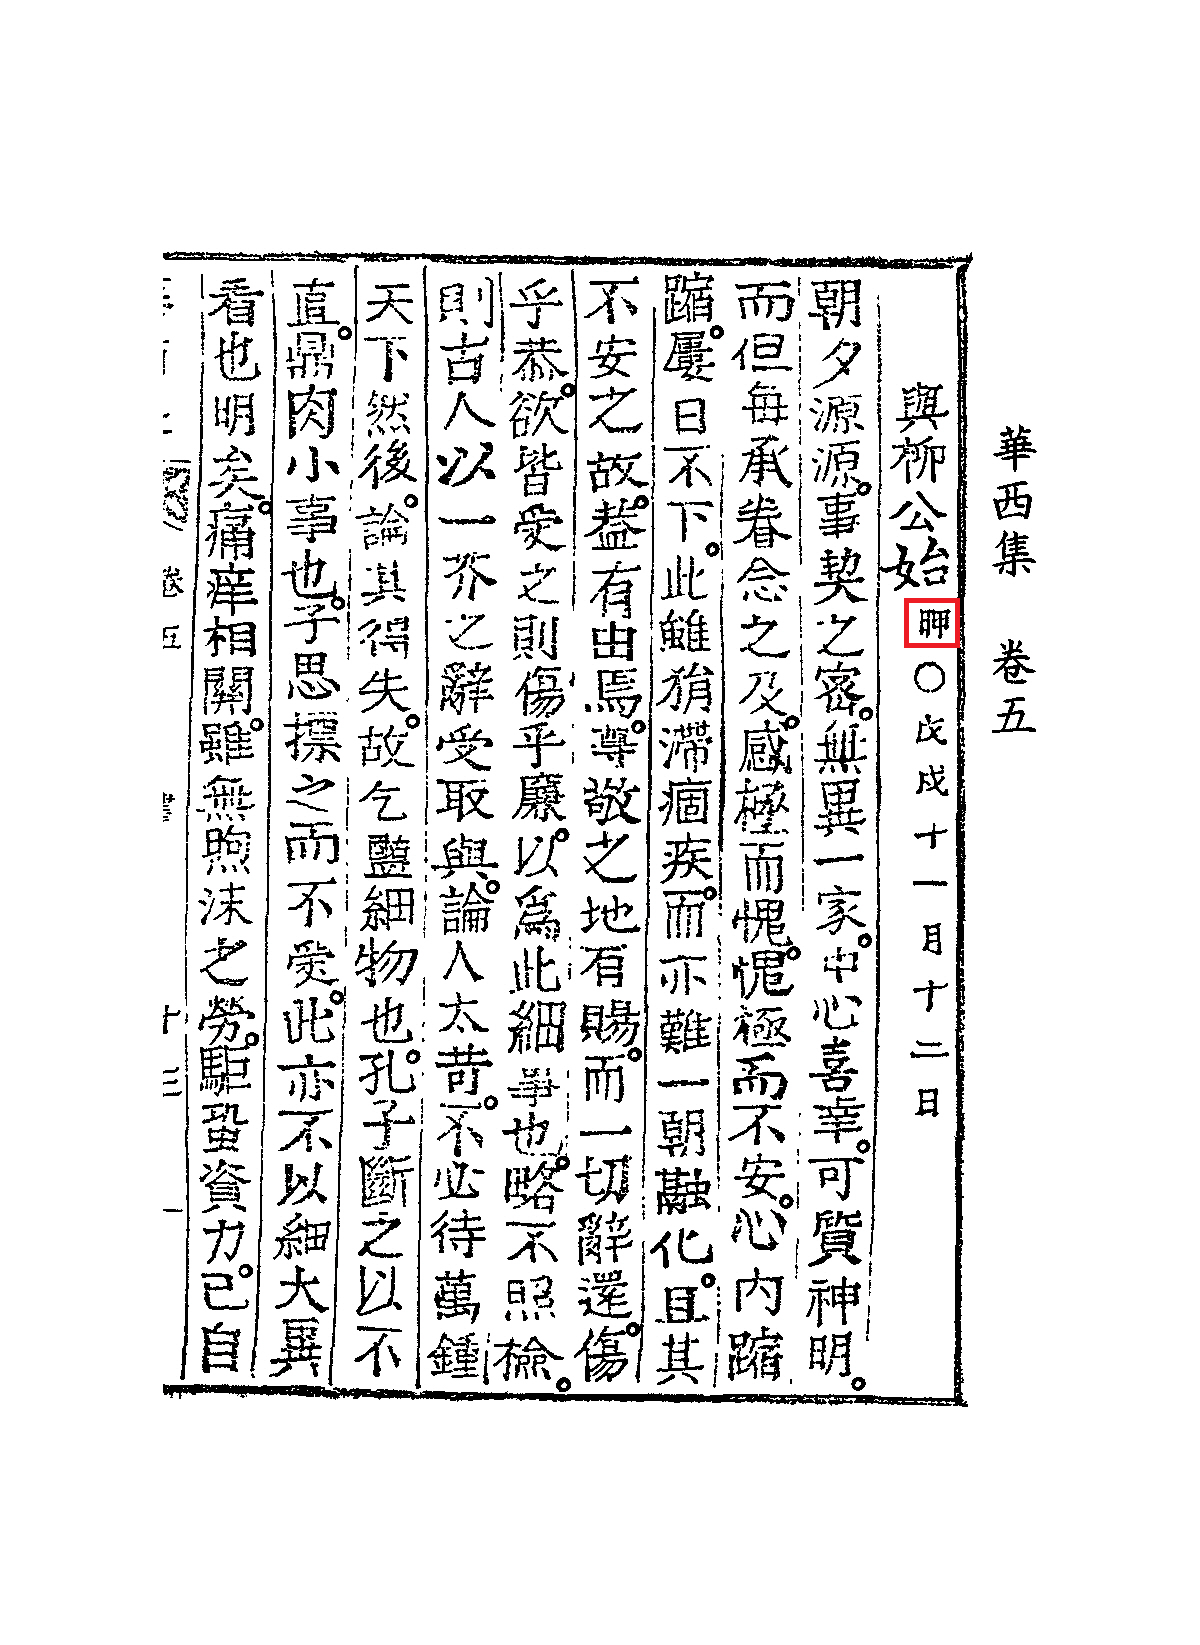 華西集 卷五
與柳公始 ○戊戌十一月十二日
朝夕源源。事契之密。無異一家。中心喜幸。可質神明。
而但每承眷念之及。感極而愧。愧極而不安。心內蹜
蹜。屢日不下。此雖狷滯痼疾。而亦難一朝融化。且其
不安之故。葢有由焉。尊敬之地有賜。而一切辭還。傷
乎恭。欲皆受之則傷乎廉。以爲此細事也。略不照檢。
則古人以一芥之辭受取與。論人太苛。不必待萬鍾
天下然後。論其得失。故乞醯細物也。孔子斷之以不
直。鼎肉小事也。子思摽之而不受。此亦不以細大異
看也明矣。痛痒相關。雖無煦沫之勞。駏蛩資力。已自
卷五
十三